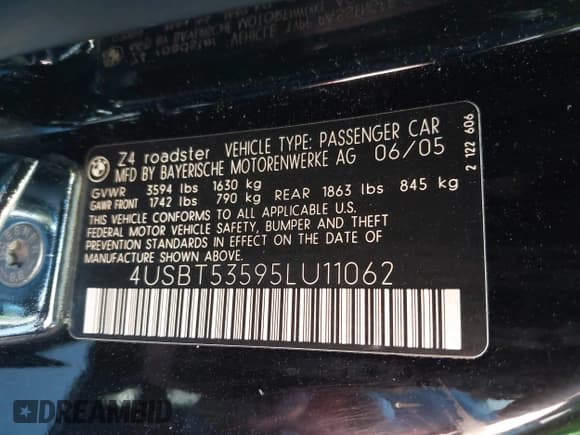 Z4 roadster VEHICLE TYPE: PASSENGER CAR
MFD BY BAYERISCHE MOTORENWERKE AG 06/05
GVWR 3594 lbs 1630 kg
GAWR FRONT 1742 lbs 790 kg REAR 1863 lbs 845 kg
THIS VEHICLE CONFORMS TO ALL APPLICABLE U.S.
FEDERAL MOTOR VEHICLE SAFETY, BUMPER AND THEFT
PREVENTION STANDARDS IN EFFECT ON THE DATE OF
MANUFACTURE SHOWN ABOVE.
4USBT53595LU11062
2 122 606
DREAMBID